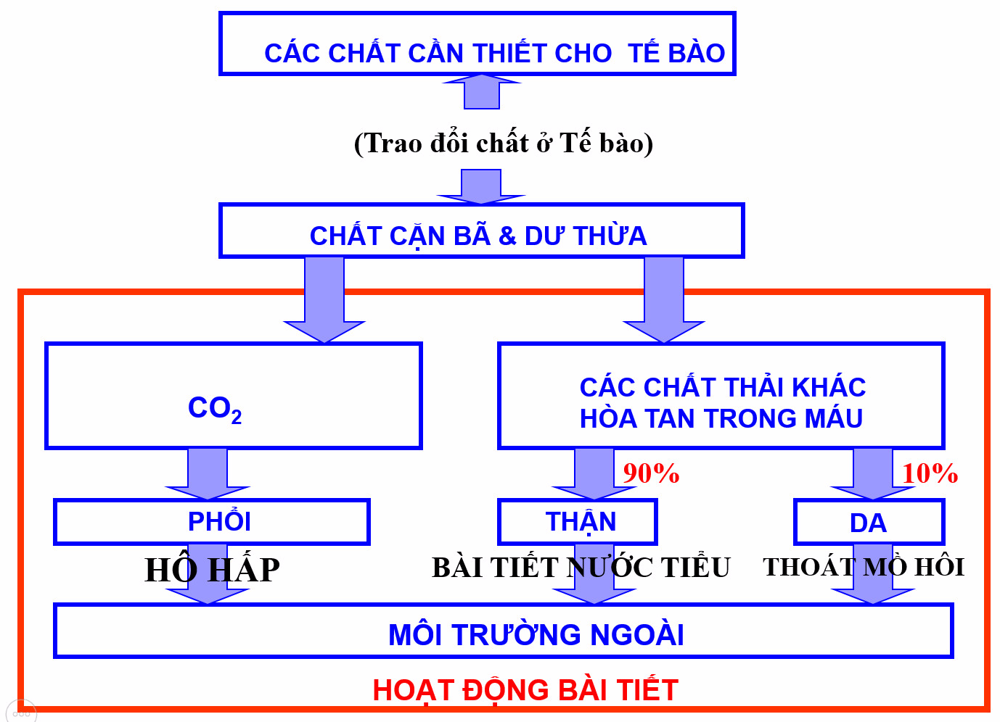 CÁC CHẤT CẦN THIẾT CHO TẾ BÀO
(Trao đổi chất ở Tế bào)
CHẤT CẶN BÃ & DƯ THỪA
CO₂
CÁC CHẤT THẢI KHÁC
HÒA TAN TRONG MÁU
90%
10%
PHỔI
THẬN
DA
HÔ HẤP
BÀI TIẾT NƯỚC TIỂU
THOÁT MỒ HÔI
MÔI TRƯỜNG NGOÀI
HOẠT ĐỘNG BÀI TIẾT